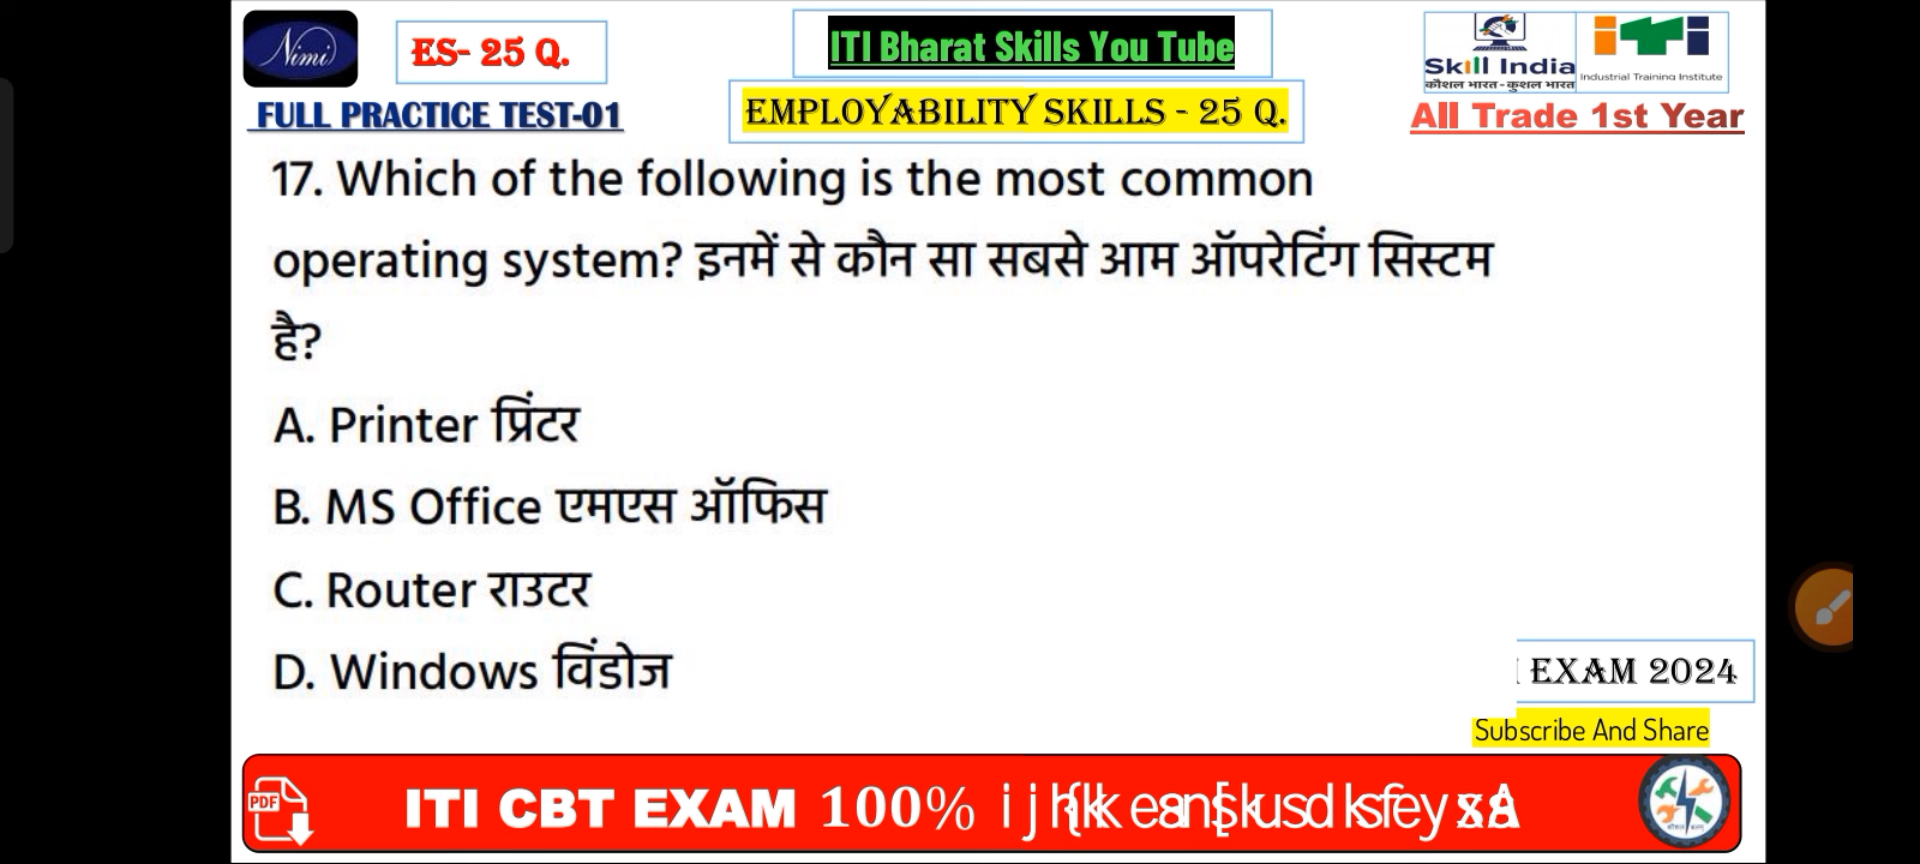 Nimi
ES- 25 Q.
ITI Bharat Skills You Tube
Skill India
कौशल भारत-कुशल भारत
iTi
Industrial Training Institute
FULL PRACTICE TEST-01
EMPLOYABILITY SKILLS - 25 Q.
All Trade 1st Year
17. Which of the following is the most common
operating system? इनमें से कौन सा सबसे आम ऑपरेटिंग सिस्टम
है?
A. Printer प्रिंटर
B. MS Office एमएस ऑफिस
C. Router राउटर
D. Windows विंडोज
EXAM 2024
Subscribe And Share
PDF
ITI CBT EXAM 100%